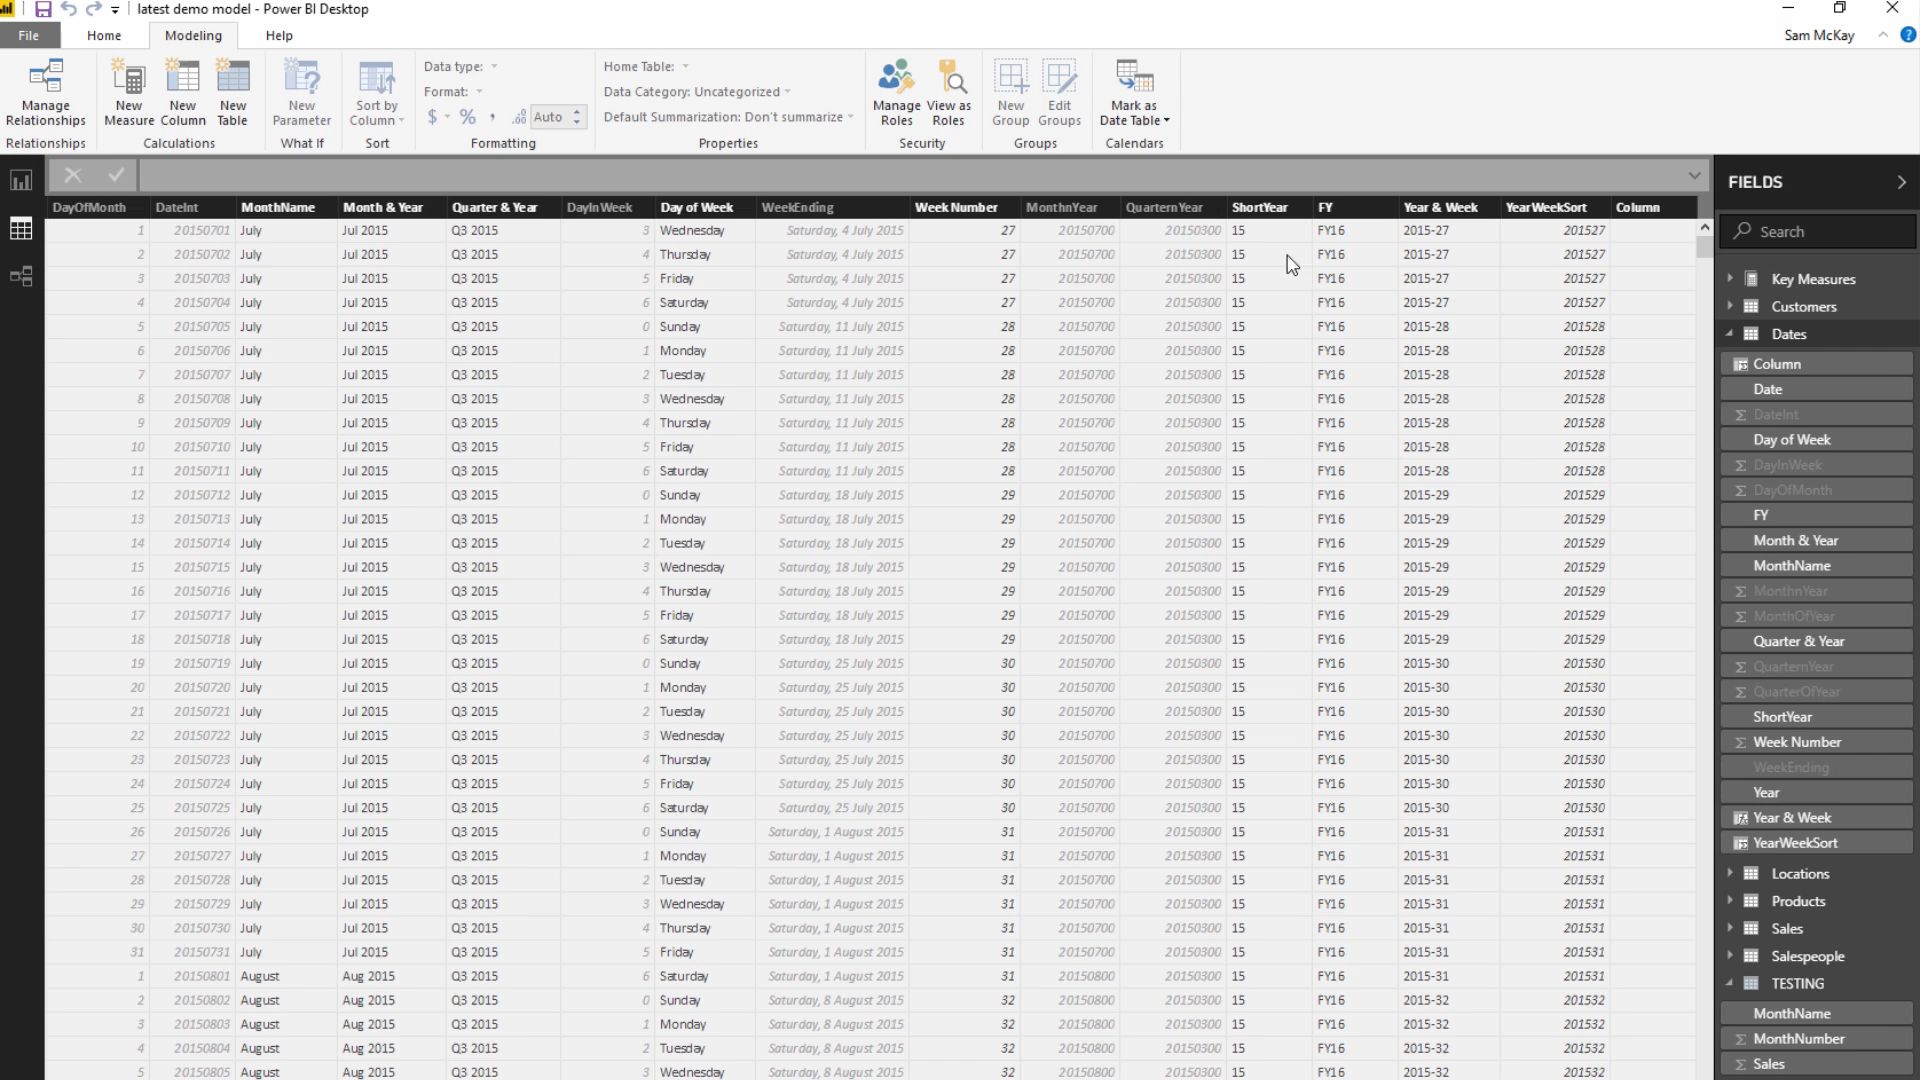 latest demo model - Power BI Desktop
File Home Modeling Help Sam McKay
Manage Relationships
New Measure
New Column
New Table
New Parameter
Sort by Column
Data type:
Format:
$ % , .00 Auto
Home Table:
Data Category: Uncategorized
Default Summarization: Don't summarize
Manage Roles
View as Roles
New Group
Edit Groups
Mark as Date Table
Relationships Calculations What If Sort Formatting Properties Security Groups Calendars
DayOfMonth DateInt MonthName Month & Year Quarter & Year DayInWeek Day of Week WeekEnding Week Number MonthnYear QuarternYear ShortYear FY Year & Week YearWeekSort Column
1 20150701 July Jul 2015 Q3 2015 3 Wednesday Saturday, 4 July 2015 27 20150700 20150300 15 FY16 2015-27 201527
2 20150702 July Jul 2015 Q3 2015 4 Thursday Saturday, 4 July 2015 27 20150700 20150300 15 FY16 2015-27 201527
3 20150703 July Jul 2015 Q3 2015 5 Friday Saturday, 4 July 2015 27 20150700 20150300 15 FY16 2015-27 201527
4 20150704 July Jul 2015 Q3 2015 6 Saturday Saturday, 4 July 2015 27 20150700 20150300 15 FY16 2015-27 201527
5 20150705 July Jul 2015 Q3 2015 0 Sunday Saturday, 11 July 2015 28 20150700 20150300 15 FY16 2015-28 201528
6 20150706 July Jul 2015 Q3 2015 1 Monday Saturday, 11 July 2015 28 20150700 20150300 15 FY16 2015-28 201528
7 20150707 July Jul 2015 Q3 2015 2 Tuesday Saturday, 11 July 2015 28 20150700 20150300 15 FY16 2015-28 201528
8 20150708 July Jul 2015 Q3 2015 3 Wednesday Saturday, 11 July 2015 28 20150700 20150300 15 FY16 2015-28 201528
9 20150709 July Jul 2015 Q3 2015 4 Thursday Saturday, 11 July 2015 28 20150700 20150300 15 FY16 2015-28 201528
10 20150710 July Jul 2015 Q3 2015 5 Friday Saturday, 11 July 2015 28 20150700 20150300 15 FY16 2015-28 201528
11 20150711 July Jul 2015 Q3 2015 6 Saturday Saturday, 11 July 2015 28 20150700 20150300 15 FY16 2015-28 201528
12 20150712 July Jul 2015 Q3 2015 0 Sunday Saturday, 18 July 2015 29 20150700 20150300 15 FY16 2015-29 201529
13 20150713 July Jul 2015 Q3 2015 1 Monday Saturday, 18 July 2015 29 20150700 20150300 15 FY16 2015-29 201529
14 20150714 July Jul 2015 Q3 2015 2 Tuesday Saturday, 18 July 2015 29 20150700 20150300 15 FY16 2015-29 201529
15 20150715 July Jul 2015 Q3 2015 3 Wednesday Saturday, 18 July 2015 29 20150700 20150300 15 FY16 2015-29 201529
16 20150716 July Jul 2015 Q3 2015 4 Thursday Saturday, 18 July 2015 29 20150700 20150300 15 FY16 2015-29 201529
17 20150717 July Jul 2015 Q3 2015 5 Friday Saturday, 18 July 2015 29 20150700 20150300 15 FY16 2015-29 201529
18 20150718 July Jul 2015 Q3 2015 6 Saturday Saturday, 18 July 2015 29 20150700 20150300 15 FY16 2015-29 201529
19 20150719 July Jul 2015 Q3 2015 0 Sunday Saturday, 25 July 2015 30 20150700 20150300 15 FY16 2015-30 201530
20 20150720 July Jul 2015 Q3 2015 1 Monday Saturday, 25 July 2015 30 20150700 20150300 15 FY16 2015-30 201530
21 20150721 July Jul 2015 Q3 2015 2 Tuesday Saturday, 25 July 2015 30 20150700 20150300 15 FY16 2015-30 201530
22 20150722 July Jul 2015 Q3 2015 3 Wednesday Saturday, 25 July 2015 30 20150700 20150300 15 FY16 2015-30 201530
23 20150723 July Jul 2015 Q3 2015 4 Thursday Saturday, 25 July 2015 30 20150700 20150300 15 FY16 2015-30 201530
24 20150724 July Jul 2015 Q3 2015 5 Friday Saturday, 25 July 2015 30 20150700 20150300 15 FY16 2015-30 201530
25 20150725 July Jul 2015 Q3 2015 6 Saturday Saturday, 25 July 2015 30 20150700 20150300 15 FY16 2015-30 201530
26 20150726 July Jul 2015 Q3 2015 0 Sunday Saturday, 1 August 2015 31 20150700 20150300 15 FY16 2015-31 201531
27 20150727 July Jul 2015 Q3 2015 1 Monday Saturday, 1 August 2015 31 20150700 20150300 15 FY16 2015-31 201531
28 20150728 July Jul 2015 Q3 2015 2 Tuesday Saturday, 1 August 2015 31 20150700 20150300 15 FY16 2015-31 201531
29 20150729 July Jul 2015 Q3 2015 3 Wednesday Saturday, 1 August 2015 31 20150700 20150300 15 FY16 2015-31 201531
30 20150730 July Jul 2015 Q3 2015 4 Thursday Saturday, 1 August 2015 31 20150700 20150300 15 FY16 2015-31 201531
31 20150731 July Jul 2015 Q3 2015 5 Friday Saturday, 1 August 2015 31 20150700 20150300 15 FY16 2015-31 201531
1 20150801 August Aug 2015 Q3 2015 6 Saturday Saturday, 1 August 2015 31 20150800 20150300 15 FY16 2015-31 201531
2 20150802 August Aug 2015 Q3 2015 0 Sunday Saturday, 8 August 2015 32 20150800 20150300 15 FY16 2015-32 201532
3 20150803 August Aug 2015 Q3 2015 1 Monday Saturday, 8 August 2015 32 20150800 20150300 15 FY16 2015-32 201532
4 20150804 August Aug 2015 Q3 2015 2 Tuesday Saturday, 8 August 2015 32 20150800 20150300 15 FY16 2015-32 201532
5 20150805 August Aug 2015 Q3 2015 3 Wednesday Saturday, 8 August 2015 32 20150800 20150300 15 FY16 2015-32 201532
FIELDS
Search
Key Measures
Customers
Dates
Column
Date
DateInt
Day of Week
DayInWeek
DayOfMonth
FY
Month & Year
MonthName
MonthnYear
MonthOfYear
Quarter & Year
QuarternYear
QuarterOfYear
ShortYear
Week Number
WeekEnding
Year
Year & Week
YearWeekSort
Locations
Products
Sales
Salespeople
TESTING
MonthName
MonthNumber
Sales